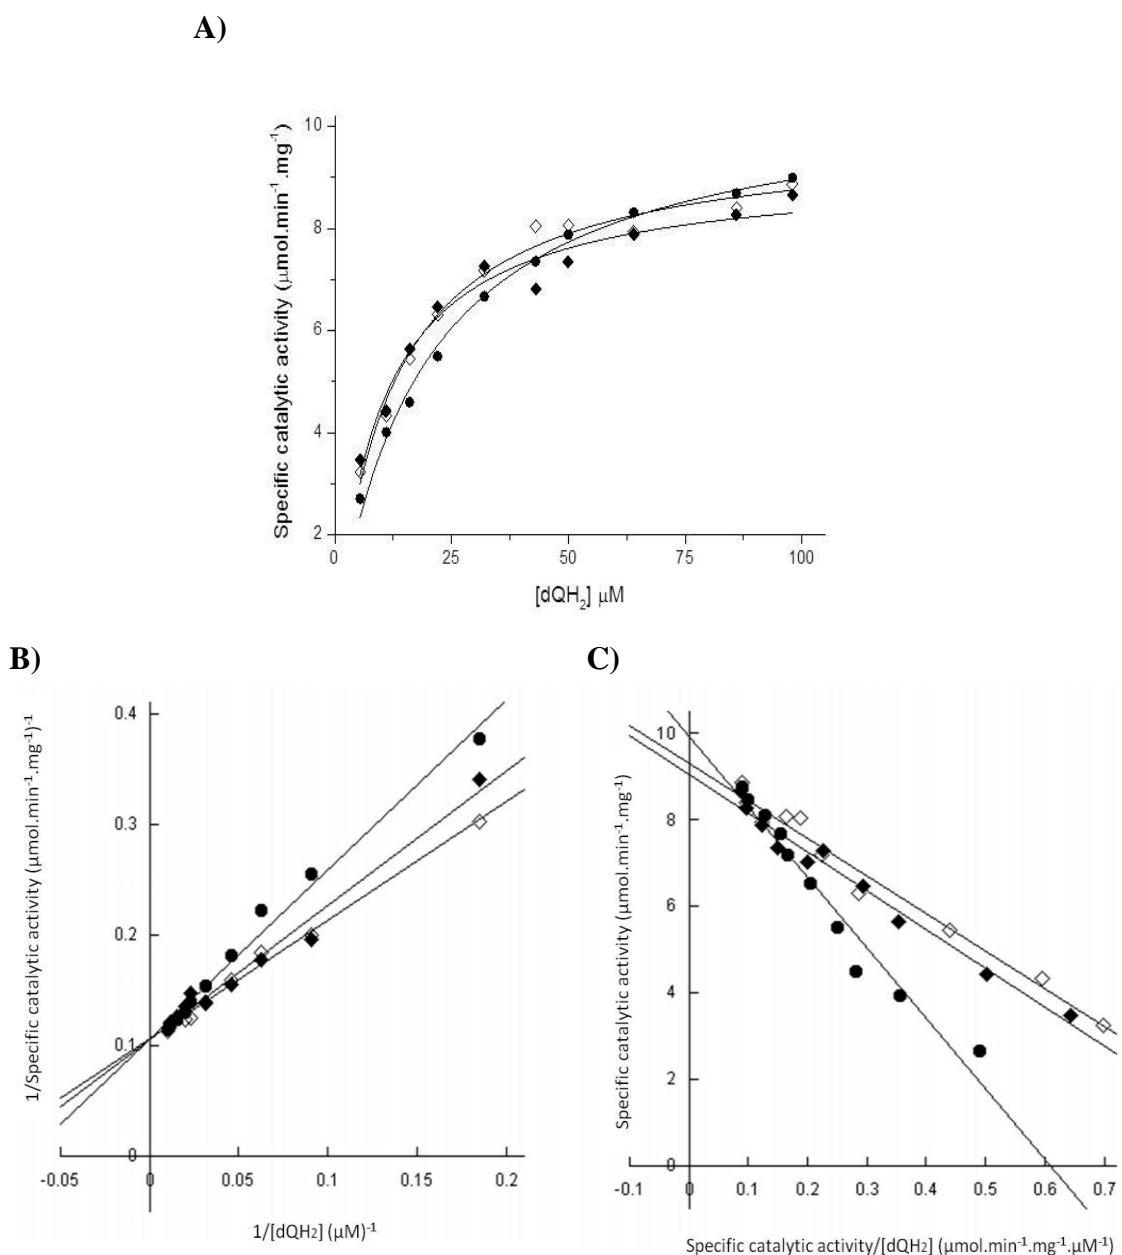 A)
Specific catalytic activity (μmol.min⁻¹.mg⁻¹)
10
8
6
4
2
0 25 50 75 100
[dQH₂] μM
B) C)
1/Specific catalytic activity (μmol.min⁻¹.mg⁻¹)⁻¹
0.4
0.3
0.2
0.1
0
-0.05 0 0.05 0.1 0.15 0.2
1/[dQH₂] (μM)⁻¹
Specific catalytic activity (μmol.min⁻¹.mg⁻¹)
10
8
6
4
2
0
-0.1 0 0.1 0.2 0.3 0.4 0.5 0.6 0.7
Specific catalytic activity/[dQH₂] (μmol.min⁻¹.mg⁻¹.μM⁻¹)